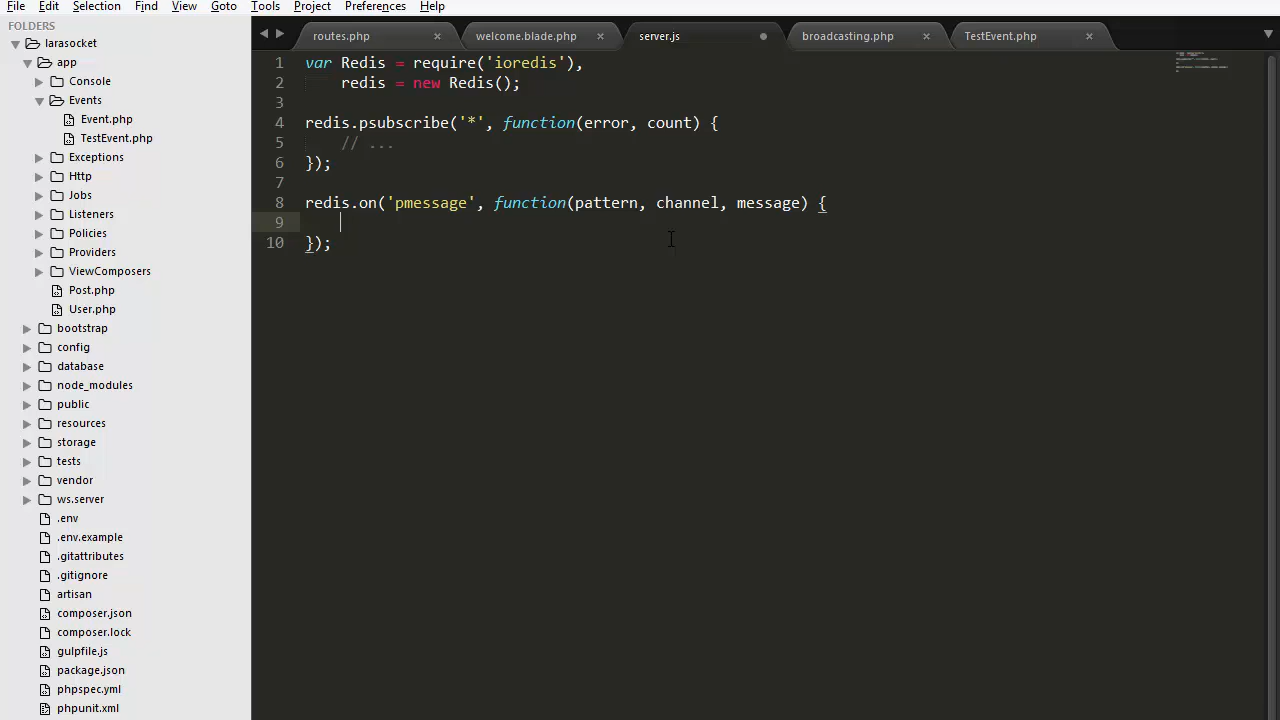 File Edit Selection Find View Goto Tools Project Preferences Help
FOLDERS
larasocket
app
Console
Events
Event.php
TestEvent.php
Exceptions
Http
Jobs
Listeners
Policies
Providers
ViewComposers
Post.php
User.php
bootstrap
config
database
node_modules
public
resources
storage
tests
vendor
ws.server
.env
.env.example
.gitattributes
.gitignore
artisan
composer.json
composer.lock
gulpfile.js
package.json
phpspec.yml
phpunit.xml
routes.php × welcome.blade.php × server.js broadcasting.php × TestEvent.php ×
1 var Redis = require('ioredis'),
2 redis = new Redis();
3
4 redis.psubscribe('*', function(error, count) {
5 // ...
6 });
7
8 redis.on('pmessage', function(pattern, channel, message) {
9
10 });